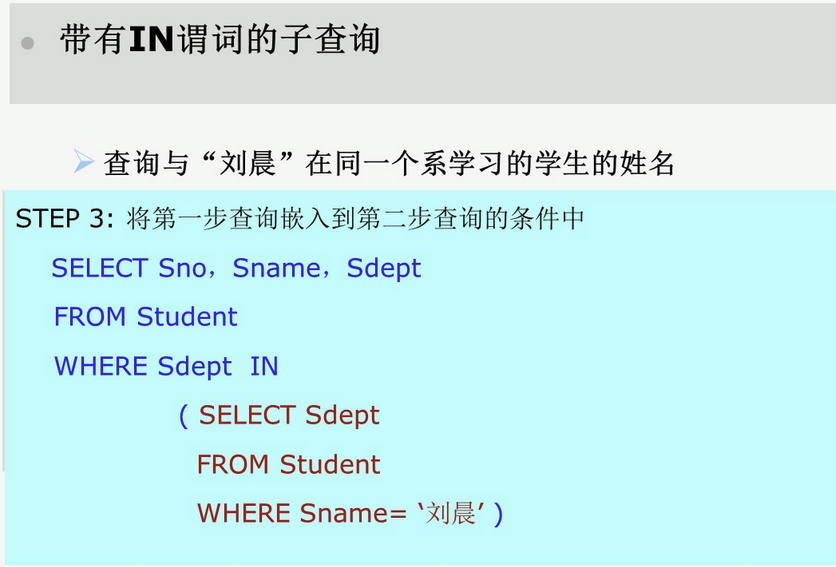 带有IN谓词的子查询
查询与“刘晨”在同一个系学习的学生的姓名
STEP 3: 将第一步查询嵌入到第二步查询的条件中
SELECT Sno，Sname，Sdept
FROM Student
WHERE Sdept  IN
( SELECT Sdept
FROM Student
WHERE Sname= ‘刘晨’ )